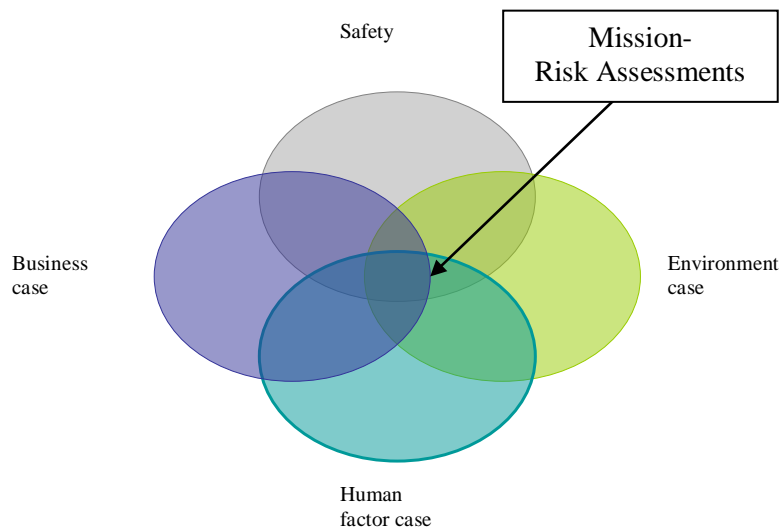 Safety
Mission-
Risk Assessments
Business
case
Environment
case
Human
factor case